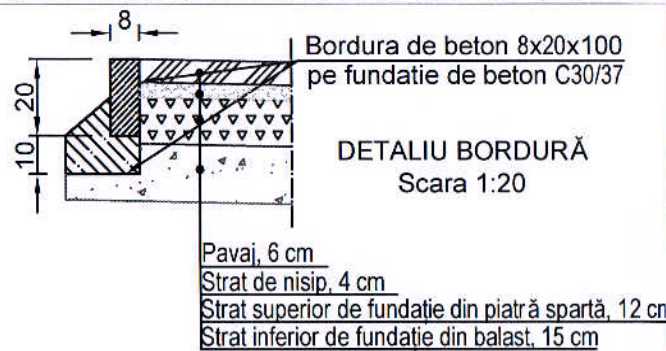 8
Bordura de beton 8x20x100
pe fundatie de beton C30/37
20
10
DETALIU BORDURĂ
Scara 1:20
Pavaj, 6 cm
Strat de nisip, 4 cm
Strat superior de fundație din piatră spartă, 12 cm
Strat inferior de fundație din balast, 15 cm